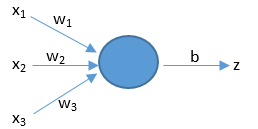 x₁ w₁
x₂ w₂ b z
x₃ w₃